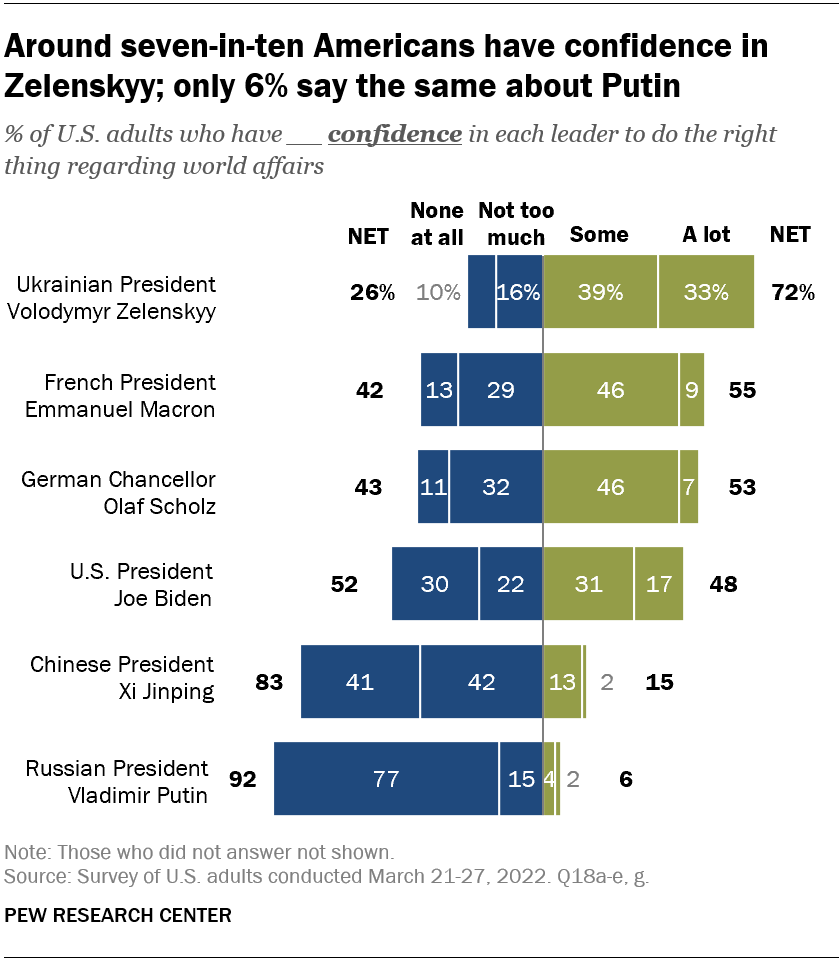 Around seven-in-ten Americans have confidence in
Zelenskyy; only 6% say the same about Putin
% of U.S. adults who have ___ confidence in each leader to do the right
thing regarding world affairs
NET None at all Not too much Some A lot NET
Ukrainian President
Volodymyr Zelenskyy
26% 10% 16% 39% 33% 72%
French President
Emmanuel Macron
42 13 29 46 9 55
German Chancellor
Olaf Scholz
43 11 32 46 7 53
U.S. President
Joe Biden
52 30 22 31 17 48
Chinese President
Xi Jinping
83 41 42 13 2 15
Russian President
Vladimir Putin
92 77 15 4 2 6
Note: Those who did not answer not shown.
Source: Survey of U.S. adults conducted March 21-27, 2022. Q18a-e, g.
PEW RESEARCH CENTER